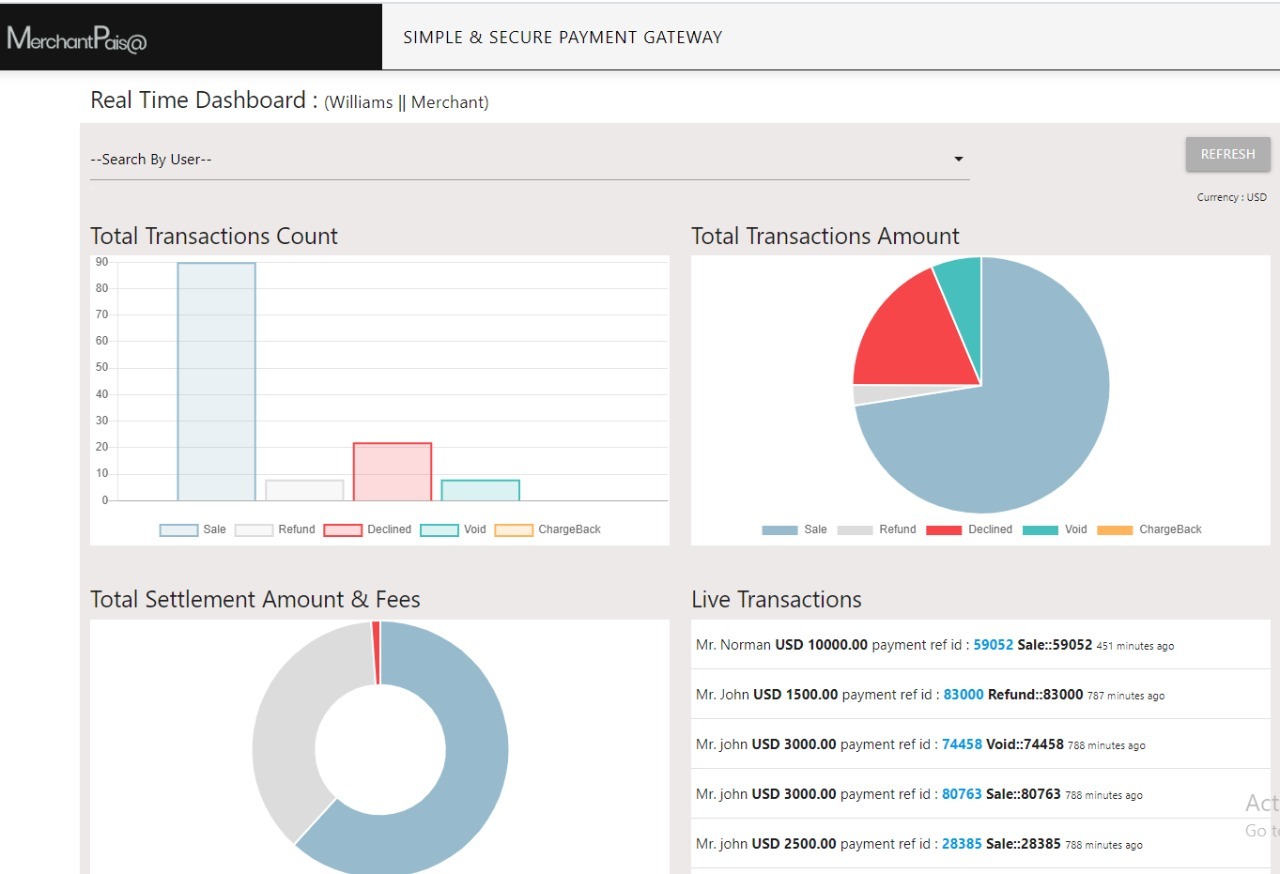 MerchantPais@
SIMPLE & SECURE PAYMENT GATEWAY
Real Time Dashboard : (Williams || Merchant)
--Search By User--
REFRESH
Currency : USD
Total Transactions Count
90
80
70
60
50
40
30
20
10
0
Sale Refund Declined Void ChargeBack
Total Transactions Amount
Sale Refund Declined Void ChargeBack
Total Settlement Amount & Fees
Live Transactions
Mr. Norman USD 10000.00 payment ref id : 59052 Sale::59052 451 minutes ago
Mr. John USD 1500.00 payment ref id : 83000 Refund::83000 787 minutes ago
Mr. john USD 3000.00 payment ref id : 74458 Void::74458 788 minutes ago
Mr. john USD 3000.00 payment ref id : 80763 Sale::80763 788 minutes ago
Mr. john USD 2500.00 payment ref id : 28385 Sale::28385 788 minutes ago
Act
Go to